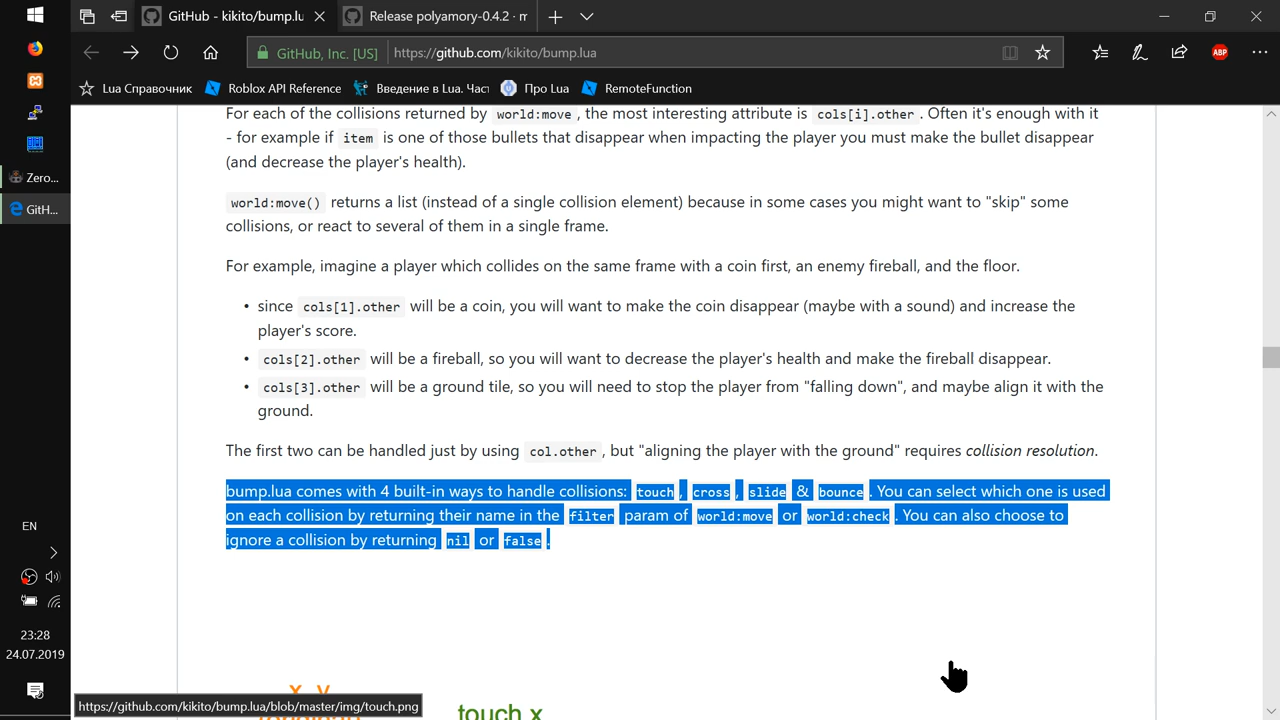 GitHub - kikito/bump.lu
Release polyamory-0.4.2 · m
GitHub, Inc. [US]
https://github.com/kikito/bump.lua
ABP
Lua Справочник
Roblox API Reference
Введение в Lua. Част
Про Lua
RemoteFunction
Zero...
GitH...
For each of the collisions returned by world:move , the most interesting attribute is cols[i].other . Often it's enough with it
- for example if item is one of those bullets that disappear when impacting the player you must make the bullet disappear
(and decrease the player's health).
world:move() returns a list (instead of a single collision element) because in some cases you might want to "skip" some
collisions, or react to several of them in a single frame.
For example, imagine a player which collides on the same frame with a coin first, an enemy fireball, and the floor.
• since cols[1].other will be a coin, you will want to make the coin disappear (maybe with a sound) and increase the
player's score.
• cols[2].other will be a fireball, so you will want to decrease the player's health and make the fireball disappear.
• cols[3].other will be a ground tile, so you will need to stop the player from "falling down", and maybe align it with the
ground.
The first two can be handled just by using col.other , but "aligning the player with the ground" requires collision resolution.
bump.lua comes with 4 built-in ways to handle collisions: touch , cross , slide & bounce . You can select which one is used
on each collision by returning their name in the filter param of world:move or world:check . You can also choose to
ignore a collision by returning nil or false .
EN
23:28
24.07.2019
https://github.com/kikito/bump.lua/blob/master/img/touch.png
touch x